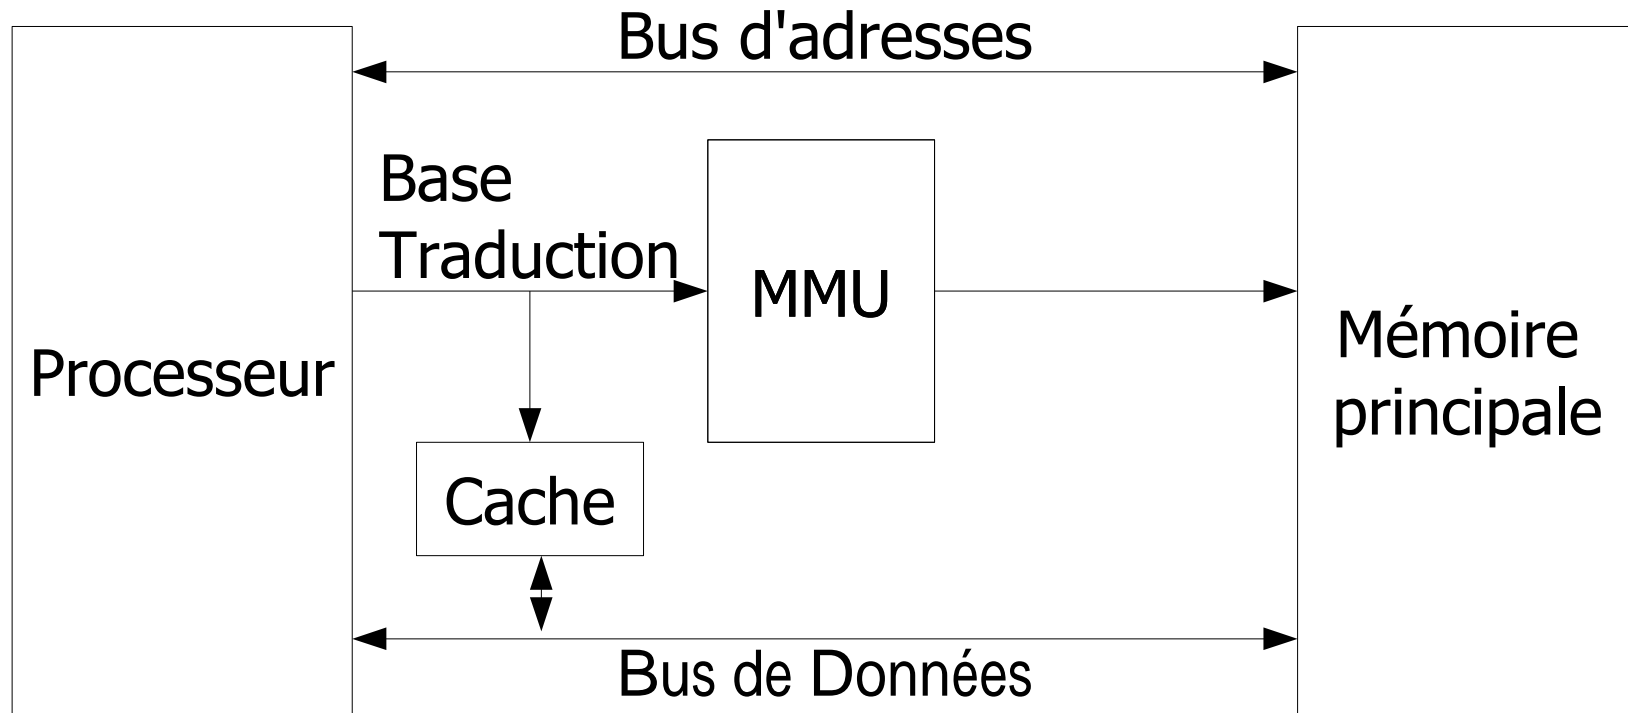 Bus d'adresses
Base
Traduction
MMU
Processeur
Mémoire
principale
Cache
Bus de Données